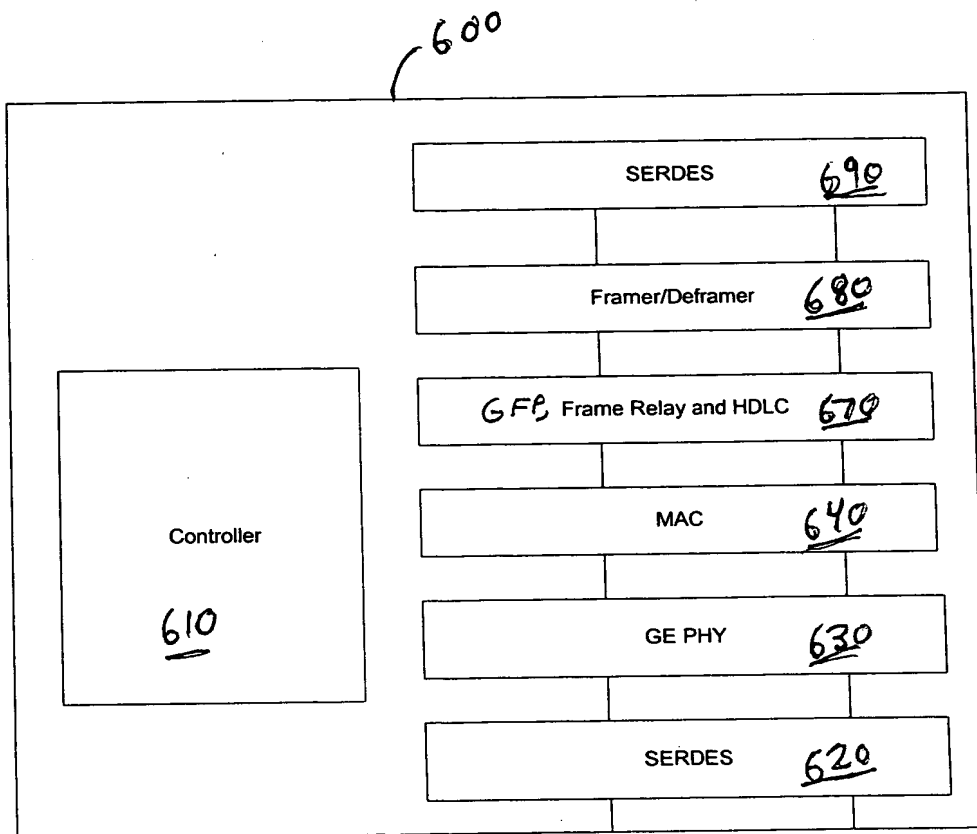 600
SERDES 690
Framer/Deframer 680
GFP, Frame Relay and HDLC 670
MAC 640
Controller
610
GE PHY 630
SERDES 620